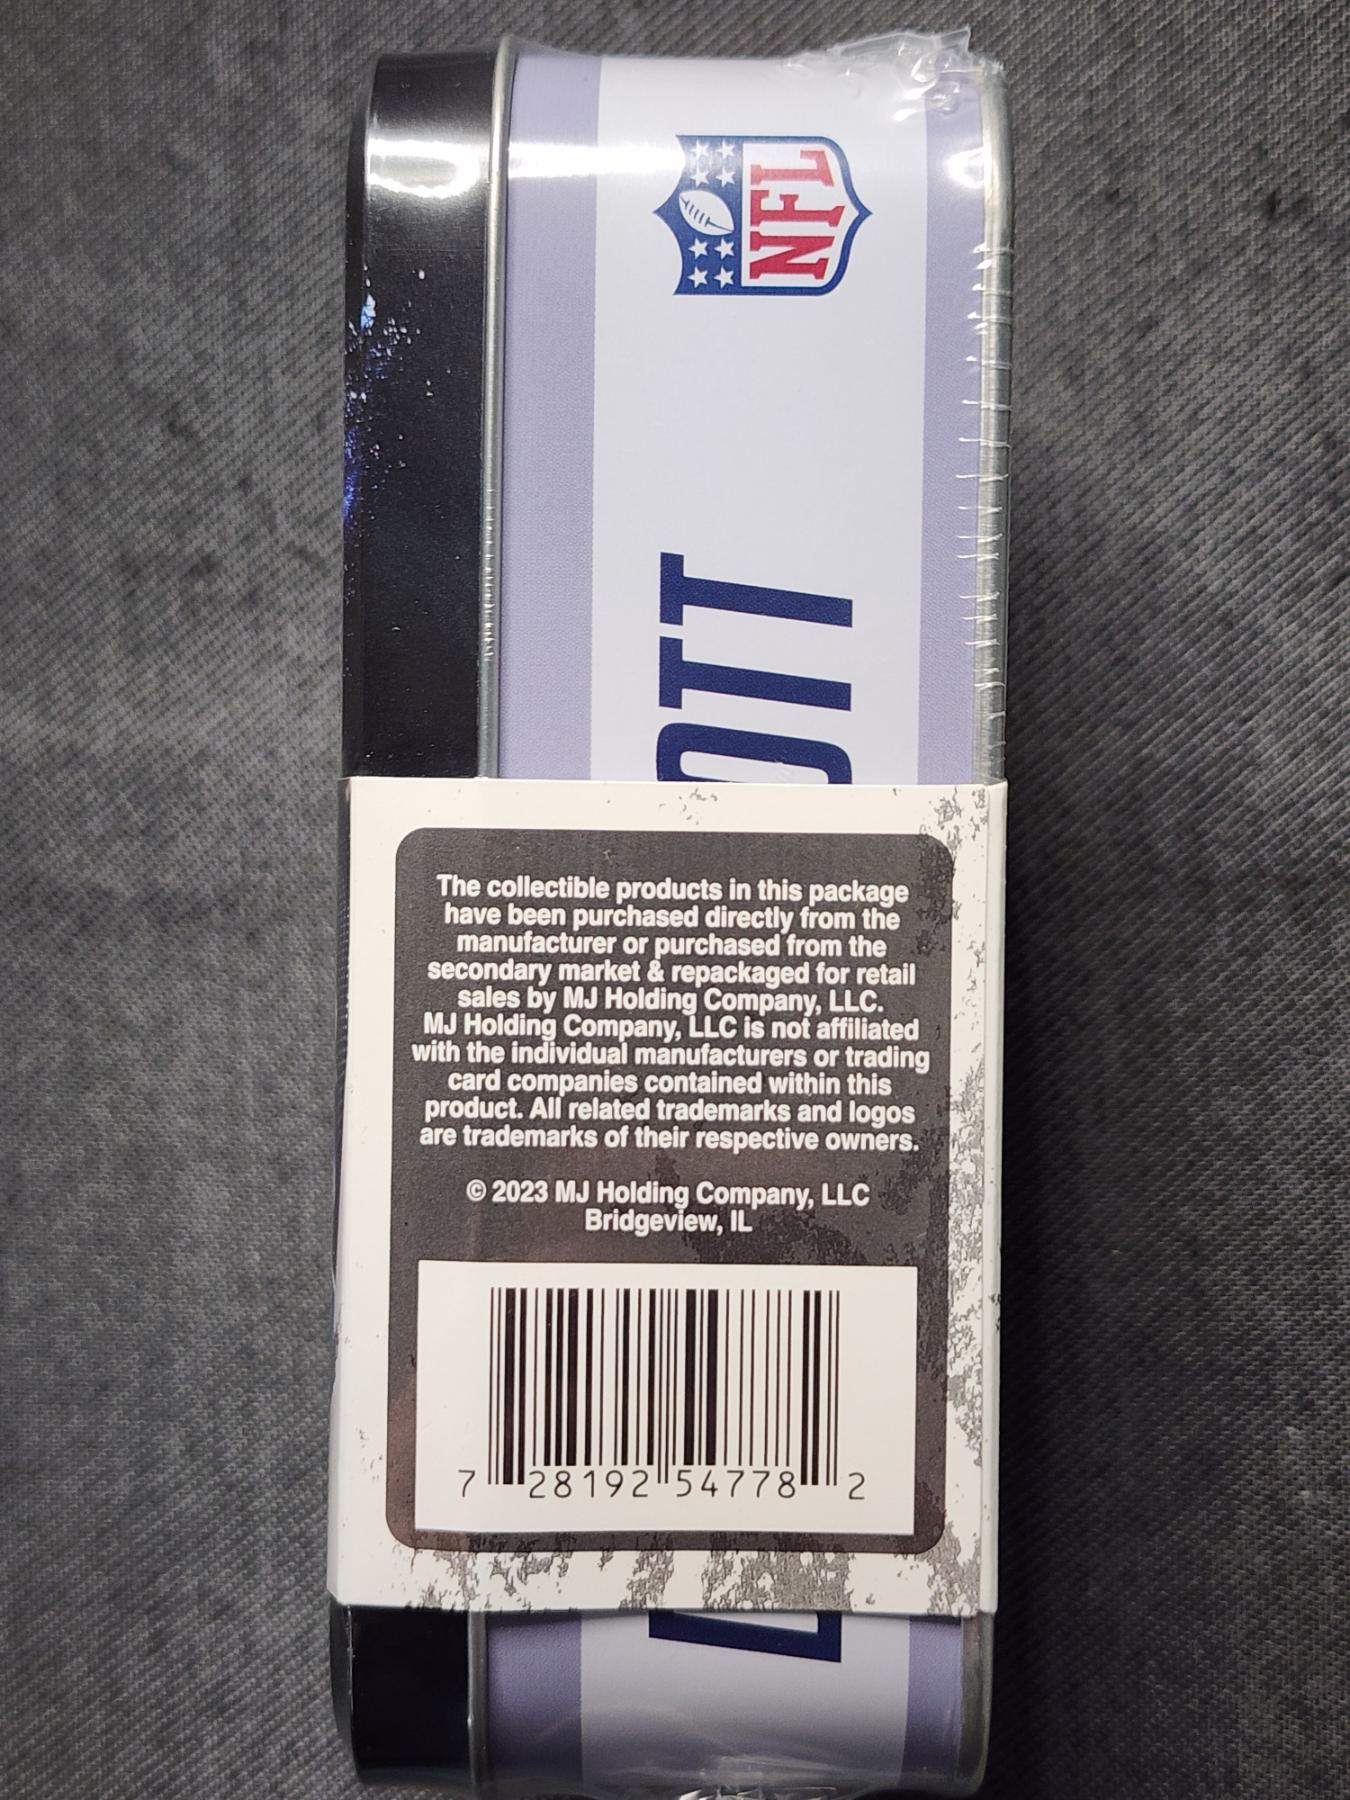 NFL
OTT
The collectible products in this package
have been purchased directly from the
manufacturer or purchased from the
secondary market & repackaged for retail
sales by MJ Holding Company, LLC.
MJ Holding Company, LLC is not affiliated
with the individual manufacturers or trading
card companies contained within this
product. All related trademarks and logos
are trademarks of their respective owners.
© 2023 MJ Holding Company, LLC
Bridgeview, IL
7 28192 54778 2